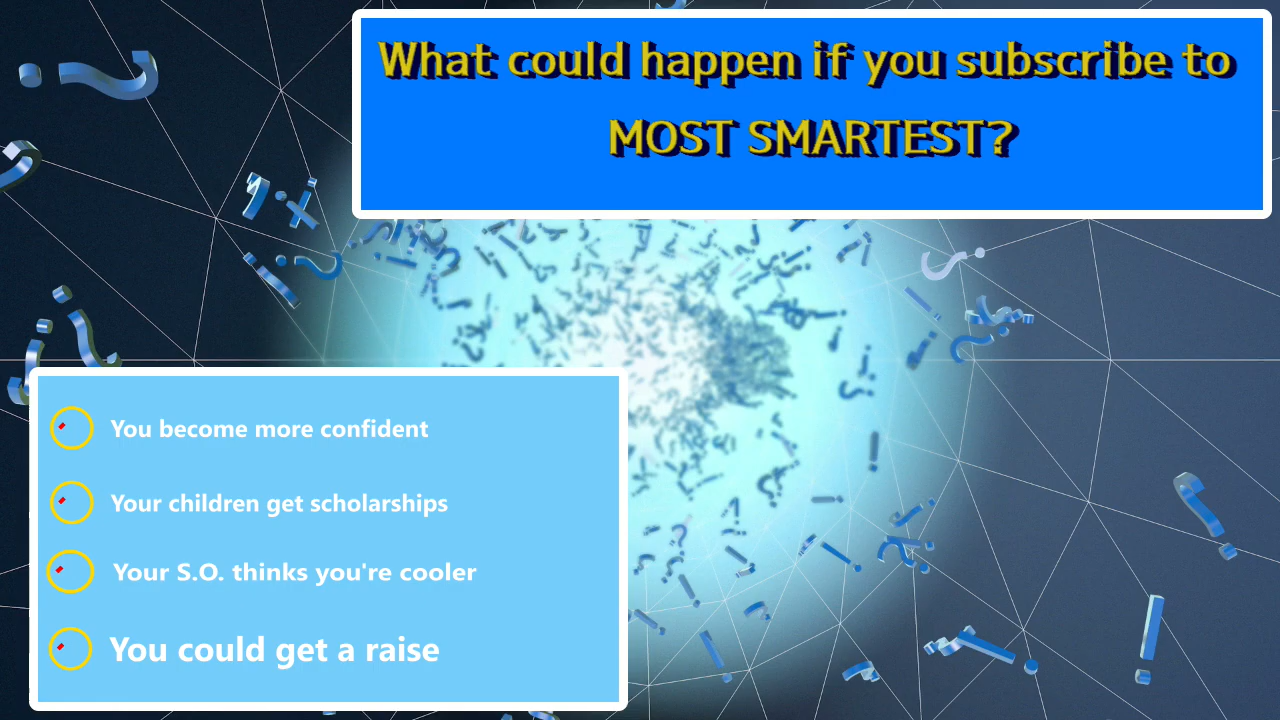 What could happen if you subscribe to
MOST SMARTEST?
You become more confident
Your children get scholarships
Your S.O. thinks you're cooler
You could get a raise